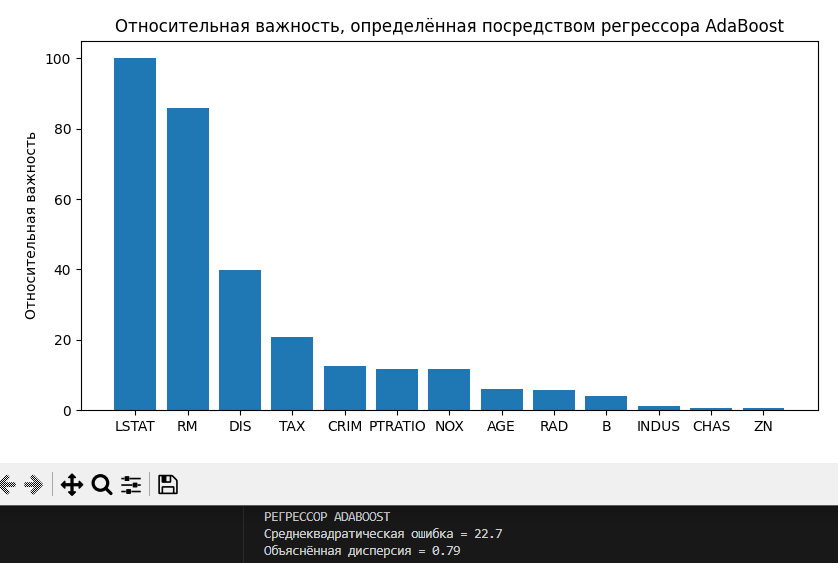 Относительная важность, определённая посредством регрессора AdaBoost
Относительная важность
100
80
60
40
20
0
LSTAT RM DIS TAX CRIM PTRATIO NOX AGE RAD B INDUS CHAS ZN
РЕГРЕССОР ADABOOST
Среднеквадратическая ошибка = 22.7
Объяснённая дисперсия = 0.79